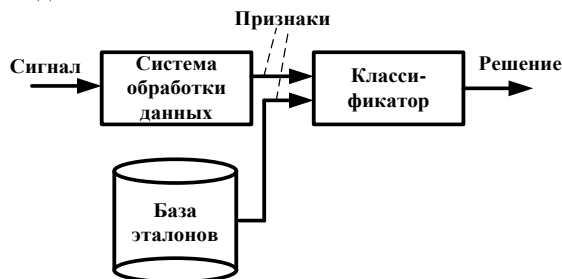 Признаки
Сигнал
Система
обработки
данных
Класси-
фикатор
Решение
База
эталонов